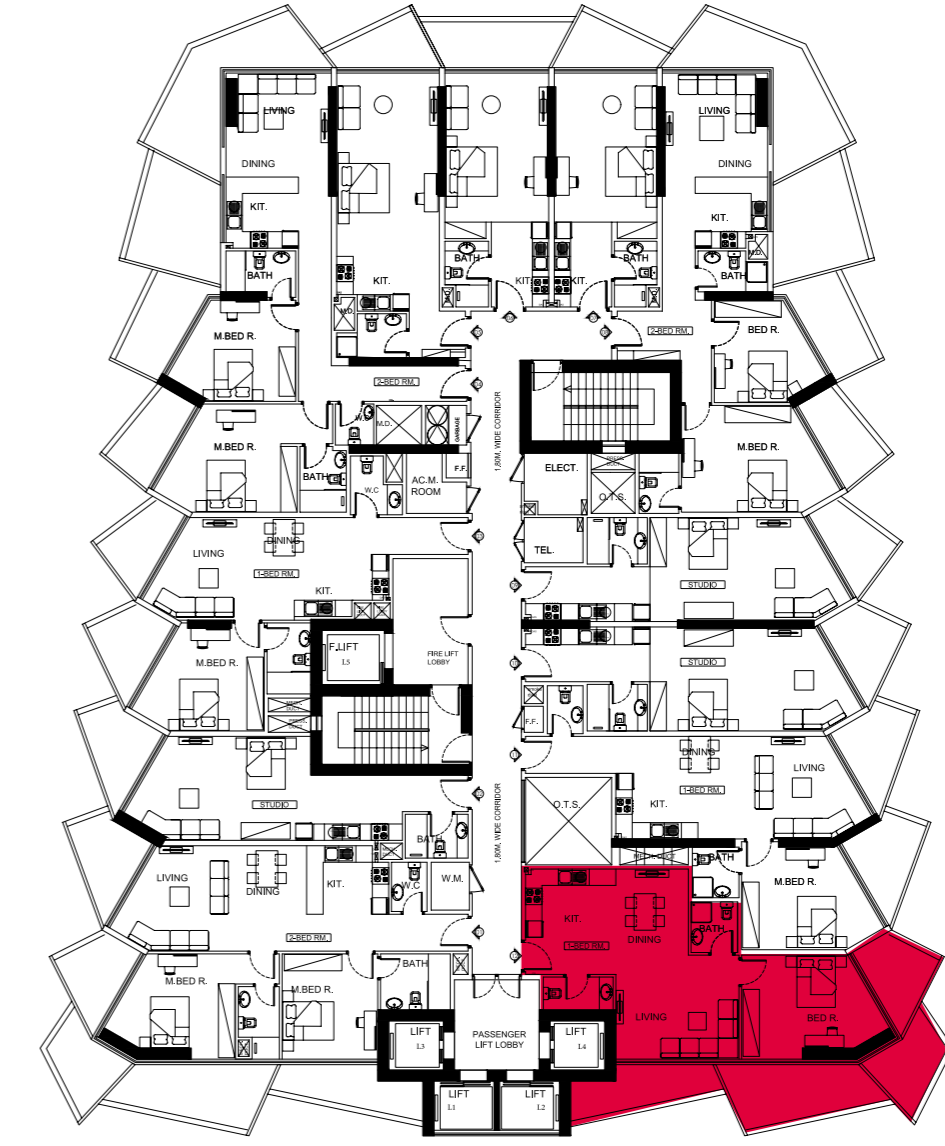 LIVING
LIVING
DINING
DINING
KIT.
KIT.
BATH
BATH
BATH
BATH
M.D.
KIT.
KIT.
KIT.
M.D.
M.BED R.
2-BED RM.
BED R.
2-BED RM.
M.BED R.
W.C
M.D.
GARBAGE
1.80M. WIDE CORRIDOR
M.BED R.
BATH
W.C
AC.M.
ROOM
F.F.
ELECT.
O.T.S.
LIVING
DINING
1-BED RM.
KIT.
TEL.
STUDIO
M.BED R.
F.LIFT
L5
FIRE LIFT
LOBBY
STUDIO
F.F.
DINING
LIVING
1-BED RM.
KIT.
STUDIO
BATH
1.80M. WIDE CORRIDOR
O.T.S.
LIVING
DINING
KIT.
W.C
W.M.
BATH
M.BED R.
2-BED RM.
KIT.
1-BED RM.
DINING
BATH
M.BED R.
M.BED R.
BATH
LIVING
BED R.
LIFT
L3
PASSENGER
LIFT LOBBY
LIFT
L4
LIFT
L1
LIFT
L2